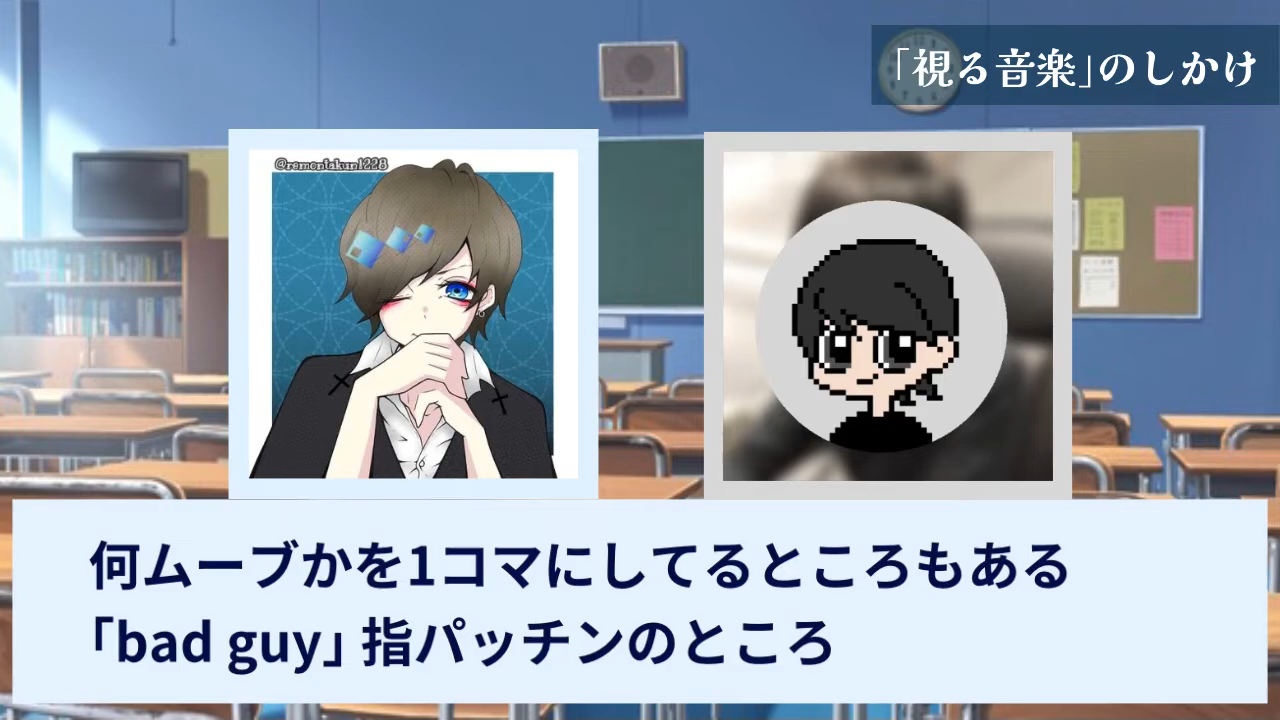 「視る音楽」のしかけ
@remoniakun1228
何ムーブかを1コマにしてるところもある
「bad guy」指パッチンのところ